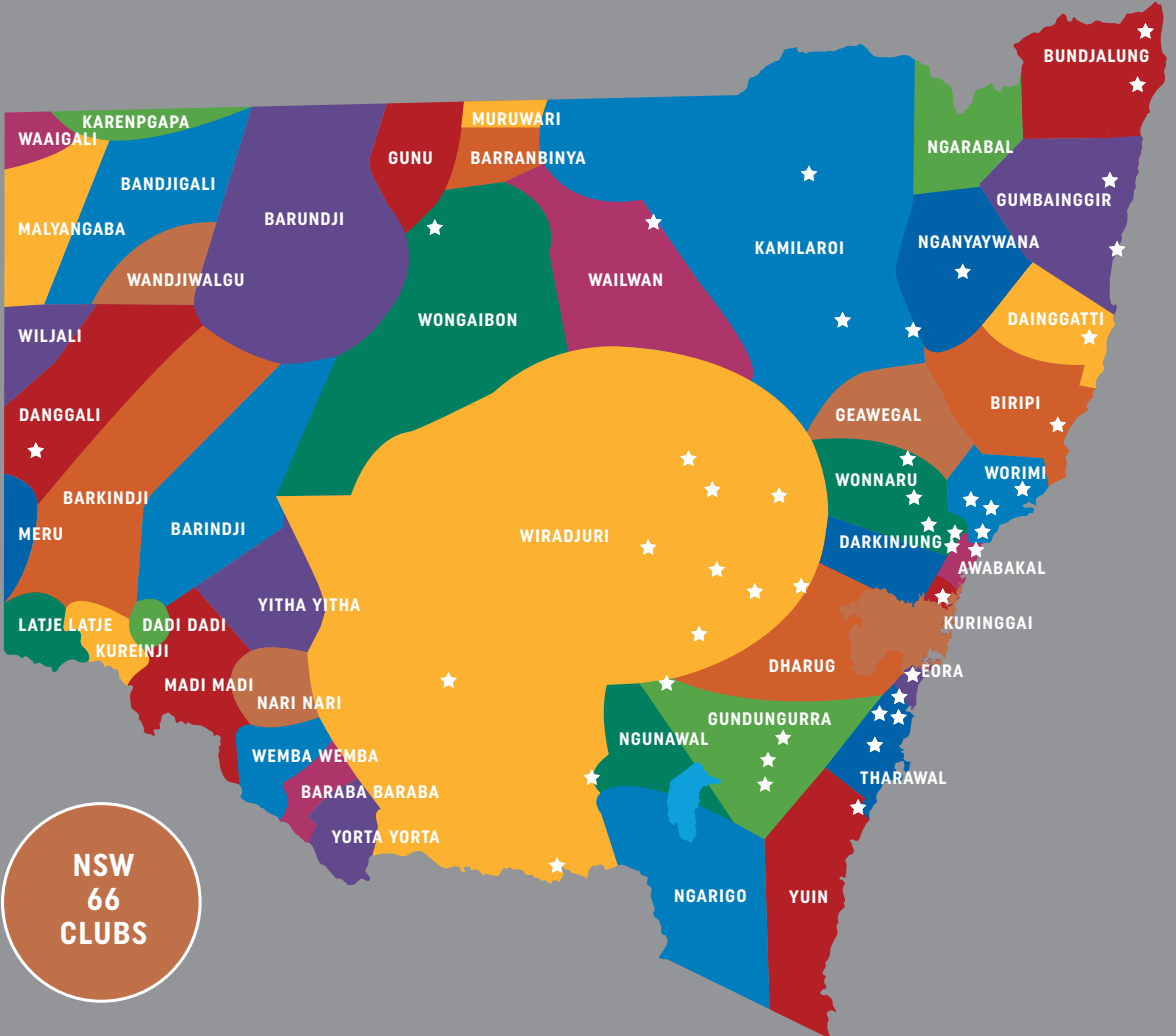 BUNDJALUNG
KARENPGAPA
MURUWARI
WAAIGALI
NGARABAL
GUNU
BARRANBINYA
BANDJIGALI
GUMBAINGGIR
BARUNDJI
MALYANGABA
NGANYAYWANA
KAMILAROI
WANDJIWALGU
WAILWAN
WONGAIBON
DAINGGATTI
WILJALI
BIRIPI
DANGGALI
GEAWEGAL
WORIMI
WONNARU
BARKINDJI
BARINDJI
MERU
WIRADJURI
DARKINJUNG
AWABAKAL
YITHA YITHA
LATJE LATJE
DADI DADI
KURINGGAI
KUREINJI
DHARUG
EORA
MADI MADI
NARI NARI
GUNDUNGURRA
NGUNAWAL
WEMBA WEMBA
THARAWAL
BARABA BARABA
YORTA YORTA
NSW
66
CLUBS
NGARIGO
YUIN